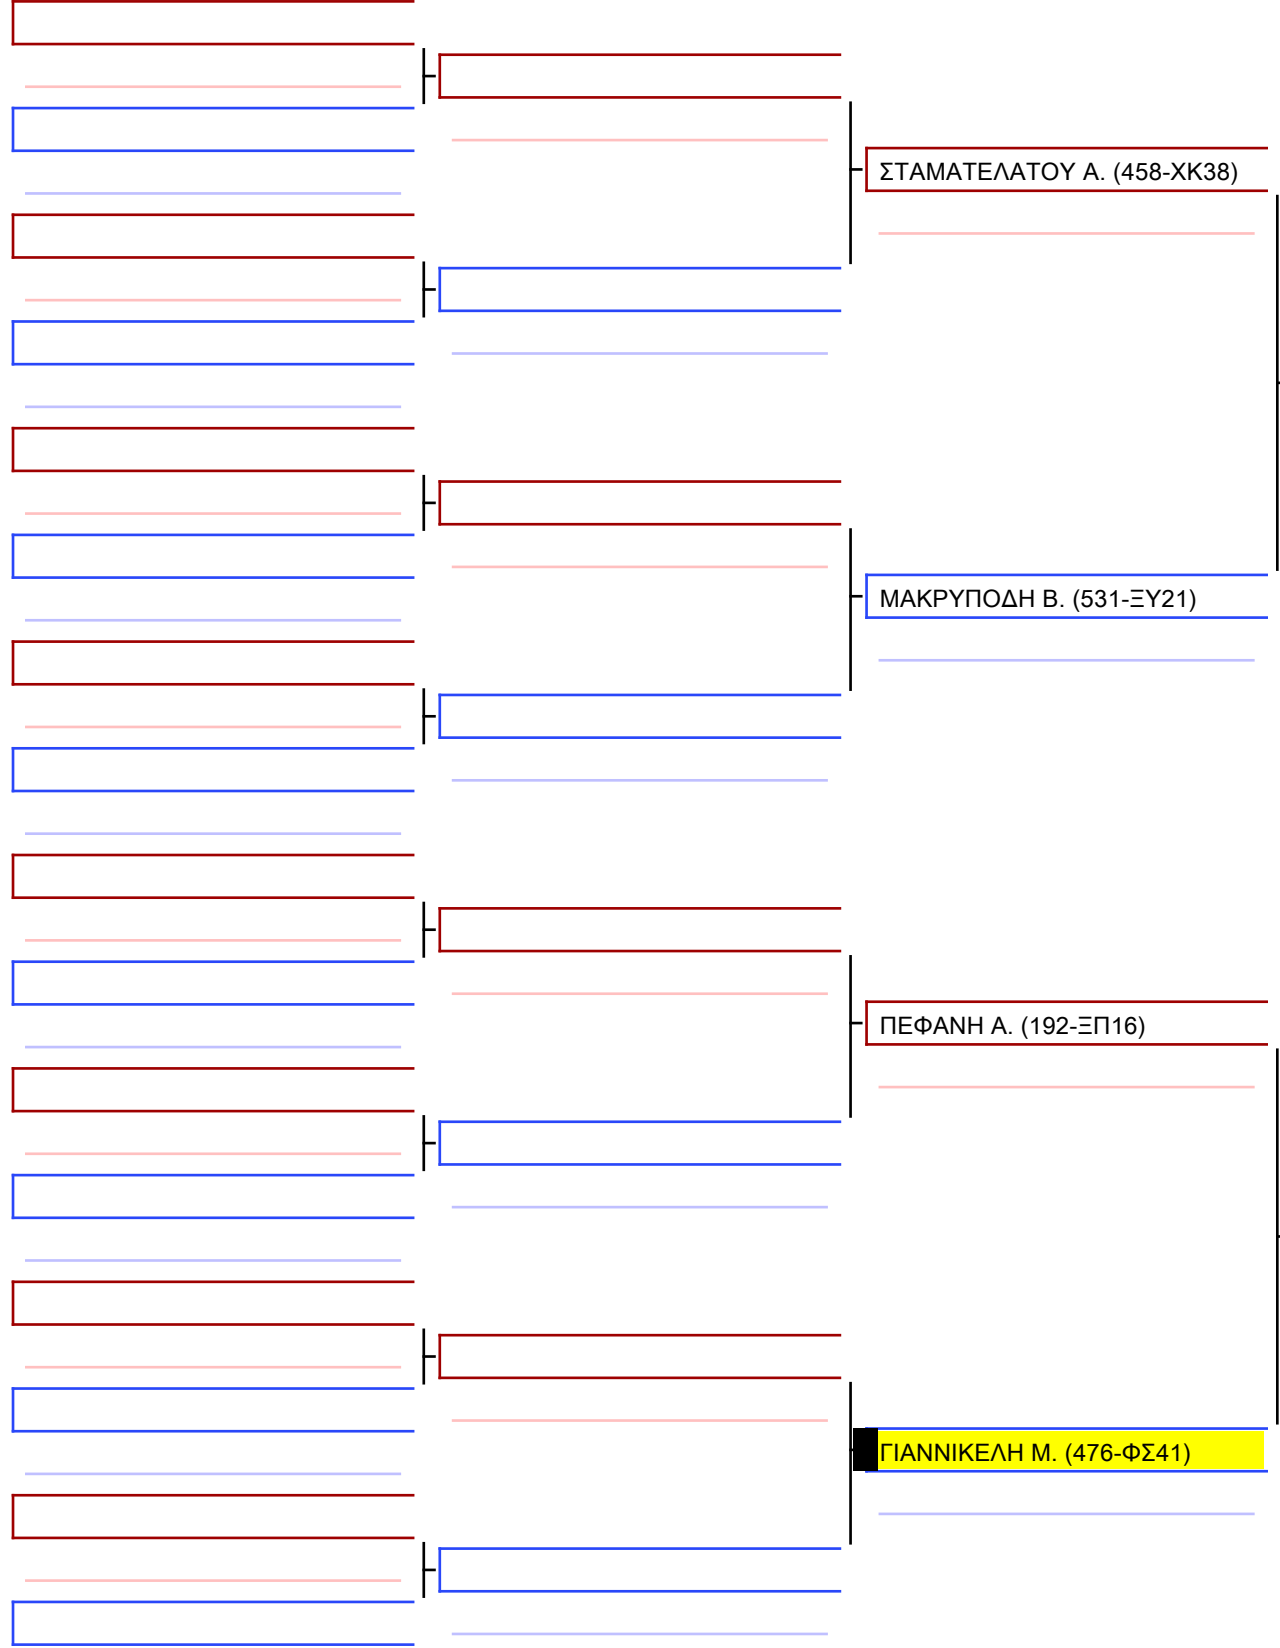 ΣΤΑΜΑΤΕΛΑΤΟΥ Α. (458-ΧΚ38)
ΜΑΚΡΥΠΟΔΗ Β. (531-ΞΥ21)
ΠΕΦΑΝΗ Α. (192-ΞΠ16)
ΓΙΑΝΝΙΚΕΛΗ Μ. (476-ΦΣ41)